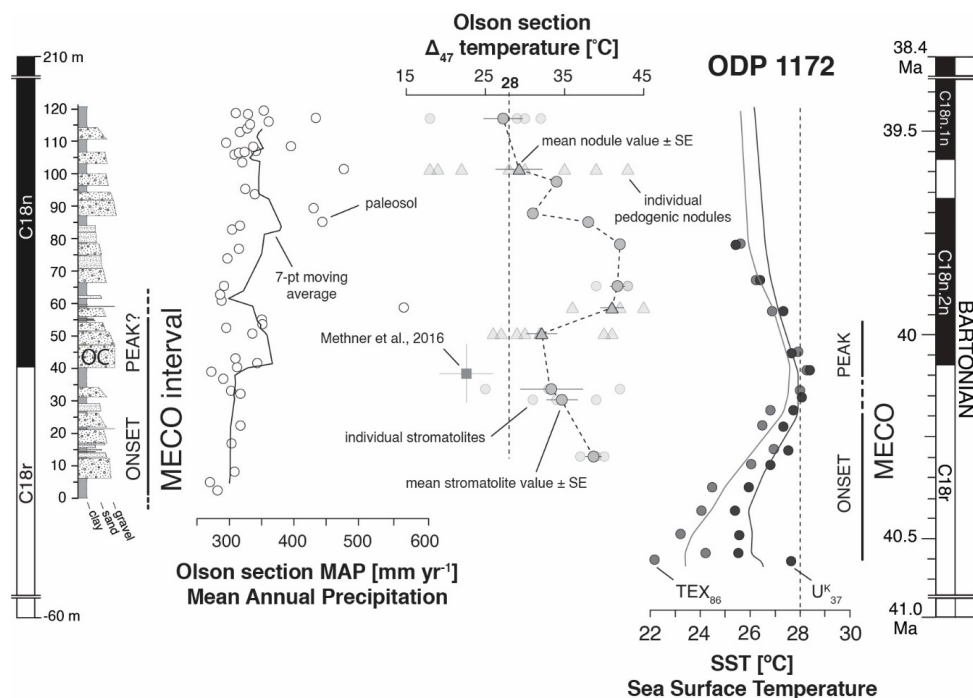 Olson section
Δ47 temperature [°C]
15 25 35 45
28
ODP 1172
210 m
38.4
Ma
120
110
100
90
80
70
60
50
40
30
20
10
0
-60 m
C18n
C18r
OC
clay
sand
gravel
ONSET
PEAK?
MECO interval
paleosol
7-pt moving
average
Methner et al., 2016
mean nodule value ± SE
individual
pedogenic nodules
individual stromatolites
mean stromatolite value ± SE
300 400 500 600
Olson section MAP [mm yr-1]
Mean Annual Precipitation
TEX86
UK37
22 24 26 28 30
SST [ºC]
Sea Surface Temperature
PEAK
ONSET
MECO
39.5
40
40.5
41.0
Ma
C18n.1n
C18n.2n
C18r
BARTONIAN